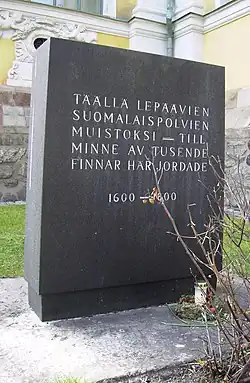 TÄÄLLÄ LEPÄÄVIEN
SUOMALAISPOLVIEN
MUISTOKSI — TILL
MINNE AV TUSENDE
FINNAR HÄR JORDADE
1600 — 1800